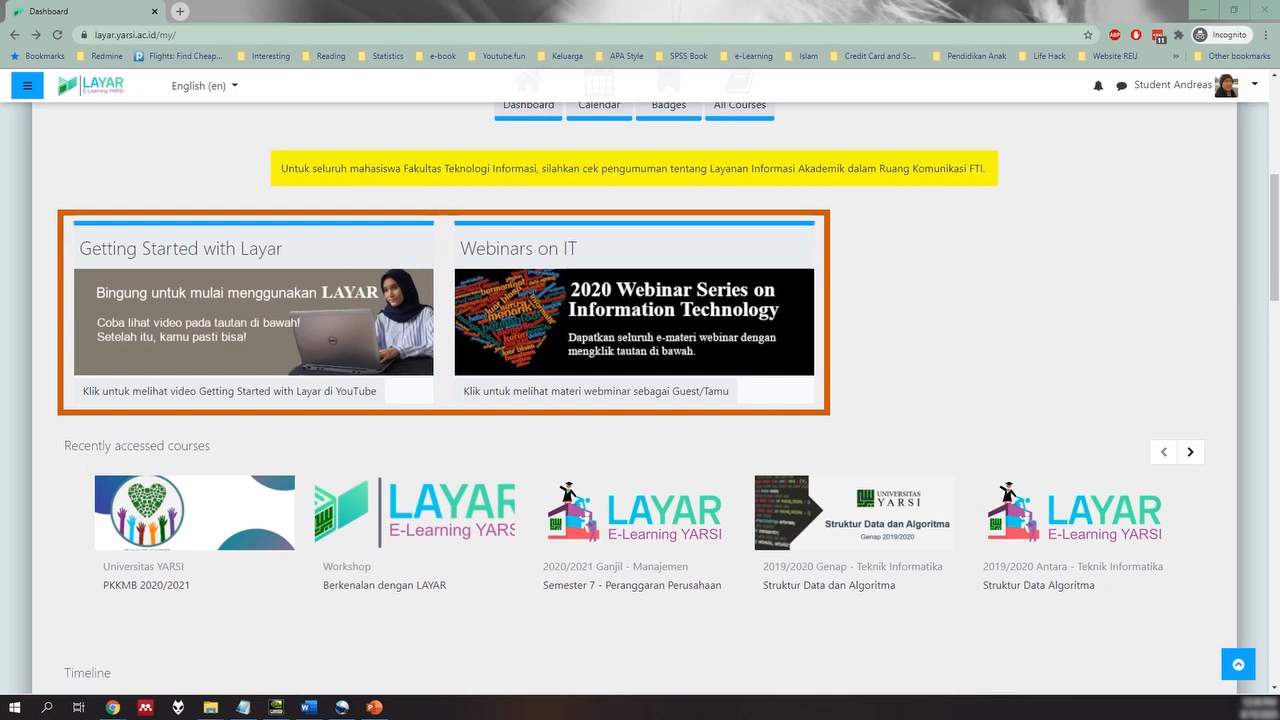 Dashboard
layar.yarsi.ac.id/my/
ABP
11
Incognito
Bookmarks
Redmine
Flights: Find Cheap...
Interesting
Reading
Statistics
e-book
Youtube.fun
Keluarga
APA Style
SPSS Book
e-Learning
Islam
Credit Card and Sc...
Pendidikan Anak
Life Hack
Website REU
»
Other bookmarks
LAYAR
E-Learning YARSI
English (en)
Student Andreas
Dashboard
Calendar
Badges
All Courses
Untuk seluruh mahasiswa Fakultas Teknologi Informasi, silahkan cek pengumuman tentang Layanan Informasi Akademik dalam Ruang Komunikasi FTI.
Getting Started with Layar
Bingung untuk mulai menggunakan LAYAR
Coba lihat video pada tautan di bawah!
Setelah itu, kamu pasti bisa!
Klik untuk melihat video Getting Started with Layar di YouTube
Webinars on IT
2020 Webinar Series on
Information Technology
Dapatkan seluruh e-materi webinar dengan
mengklik tautan di bawah.
Klik untuk melihat materi webminar sebagai Guest/Tamu
Recently accessed courses
Universitas YARSI
PKKMB 2020/2021
LAYAR
E-Learning YARS
Workshop
Berkenalan dengan LAYAR
LAYAR
E-Learning YARSI
2020/2021 Ganjil - Manajemen
Semester 7 - Peranggaran Perusahaan
UNIVERSITAS
YARSI
Struktur Data dan Algoritma
Genap 2019/2020
2019/2020 Genap - Teknik Informatika
Struktur Data dan Algoritma
LAYAR
E-Learning YARSI
2019/2020 Antara - Teknik Informatika
Struktur Data Algoritma
Timeline